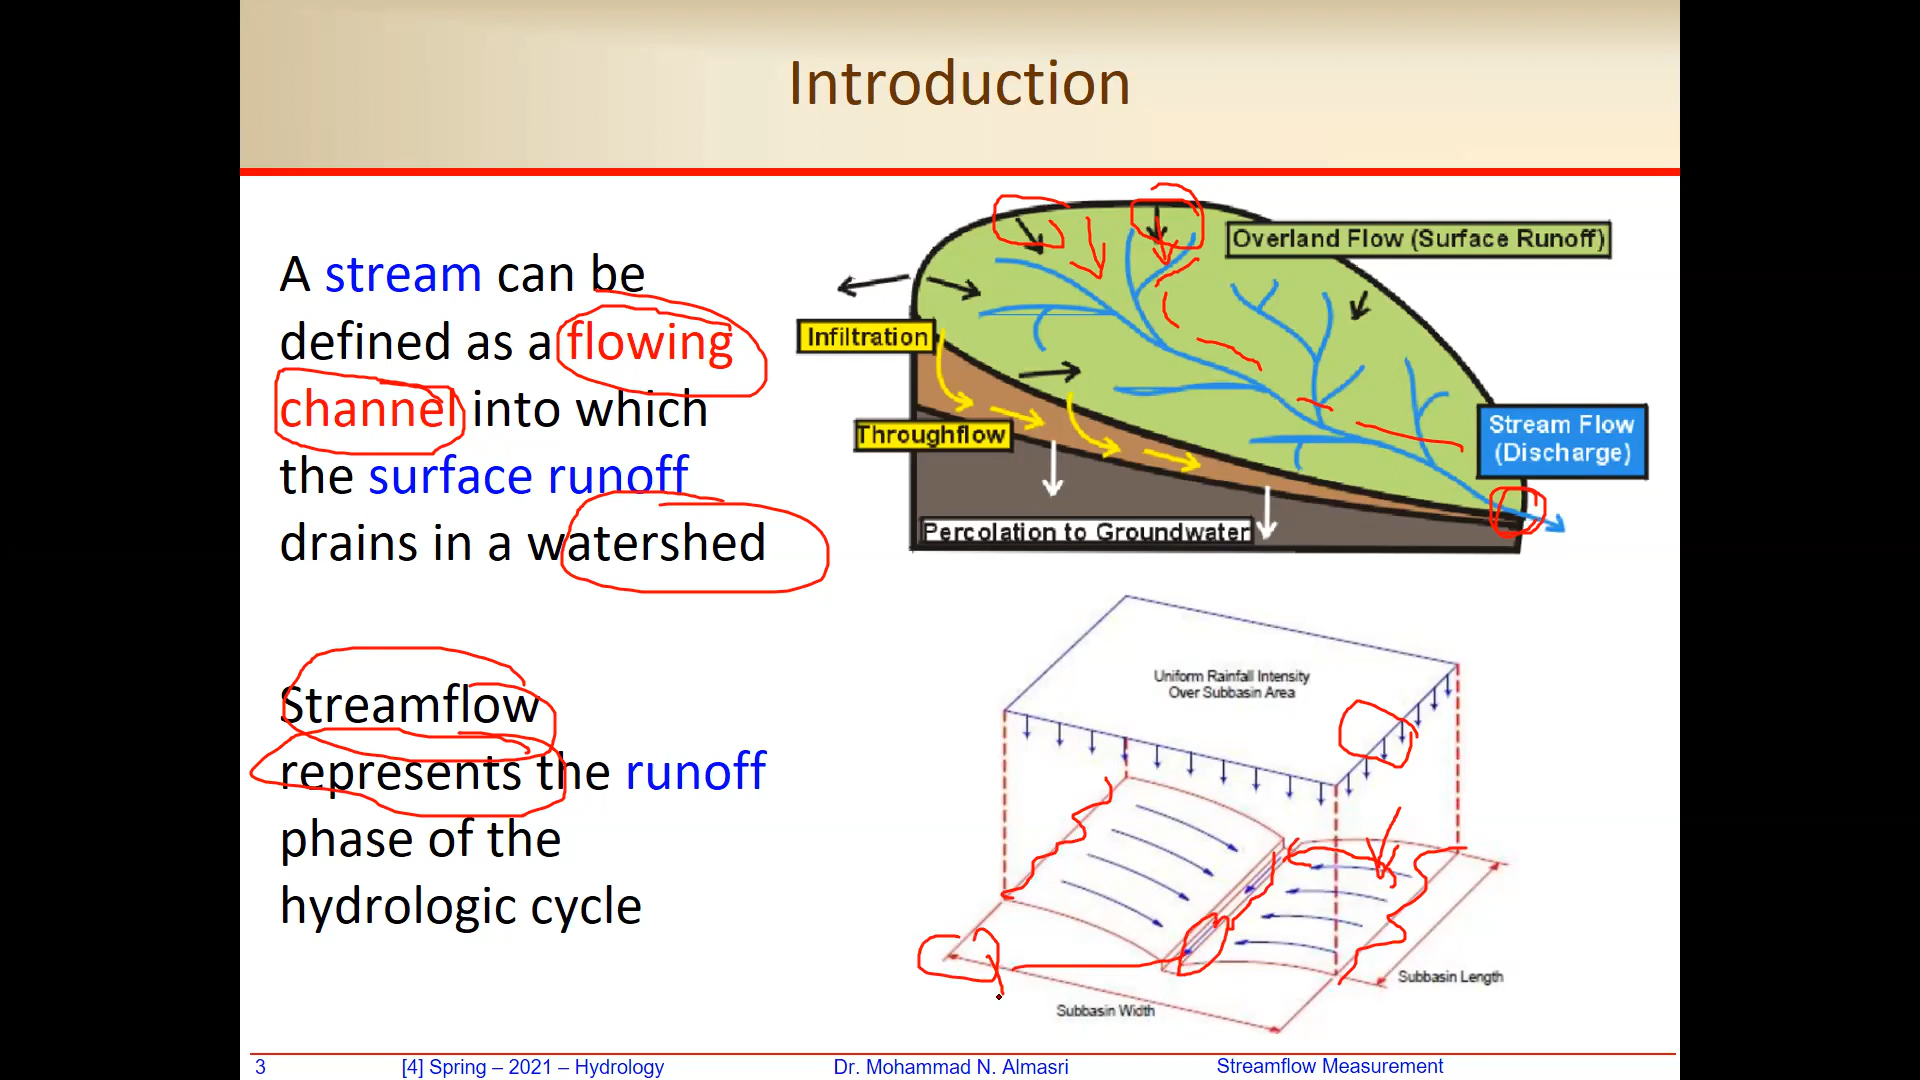 Introduction
A stream can be
defined as a flowing
channel into which
the surface runoff
drains in a watershed
Streamflow
represents the runoff
phase of the
hydrologic cycle
Overland Flow (Surface Runoff)
Infiltration
Throughflow
Stream Flow
(Discharge)
Percolation to Groundwater
Uniform Rainfall Intensity
Over Subbasin Area
Subbasin Length
Subbasin Width
3
[4] Spring – 2021 – Hydrology
Dr. Mohammad N. Almasri
Streamflow Measurement